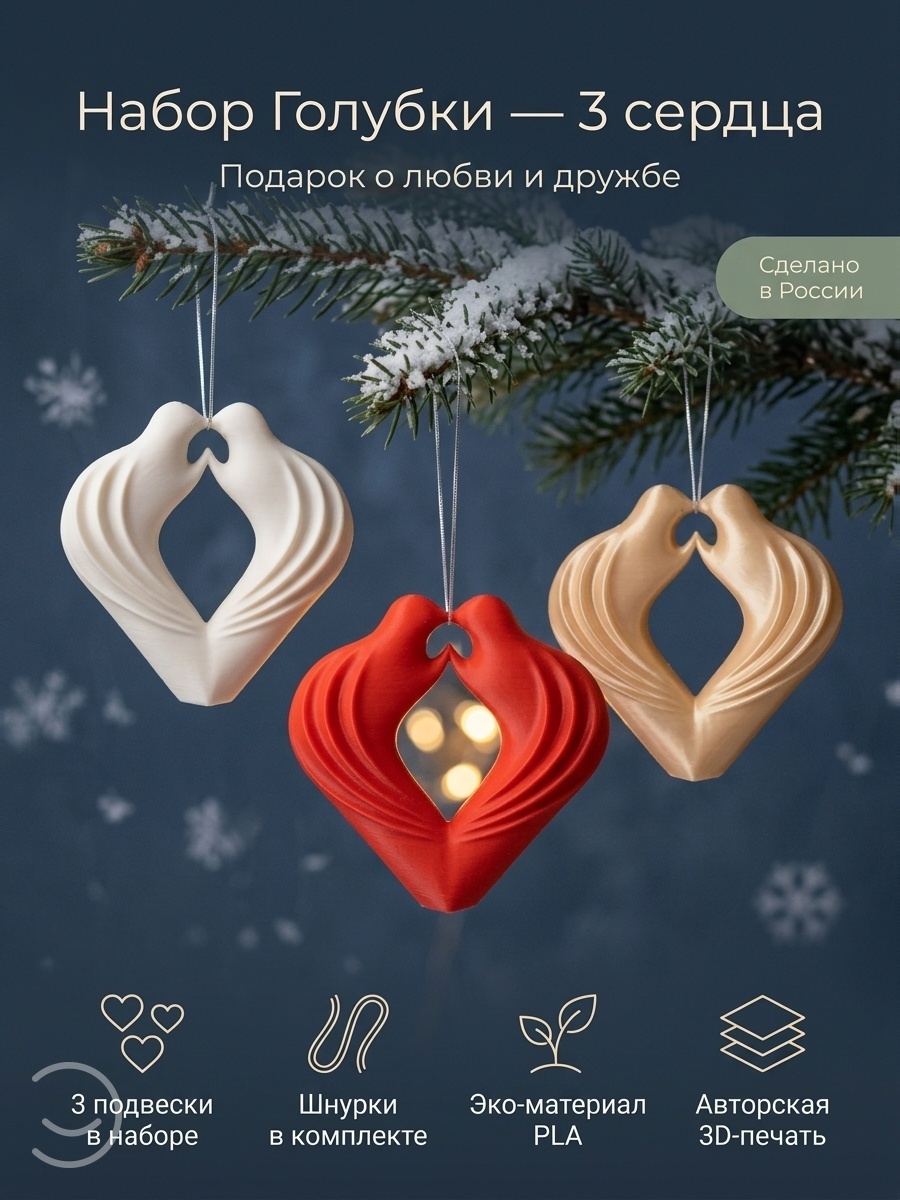 Набор Голубки — 3 сердца
Подарок о любви и дружбе
Сделано
в России
3 подвески
в наборе
Шнурки
в комплекте
Эко-материал
PLA
Авторская
3D-печать